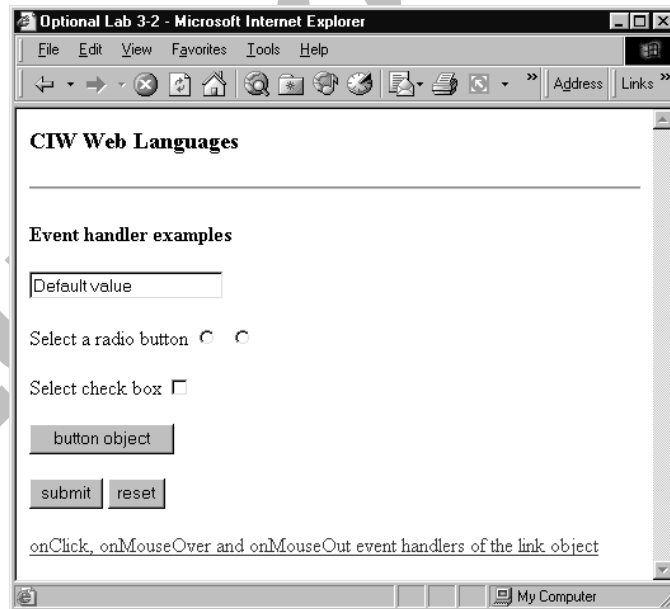 Optional Lab 3-2 - Microsoft Internet Explorer
File Edit View Favorites Tools Help
» Address Links »
CIW Web Languages
Event handler examples
Default value
Select a radio button
Select check box
button object
submit reset
onClick, onMouseOver and onMouseOut event handlers of the link object
My Computer